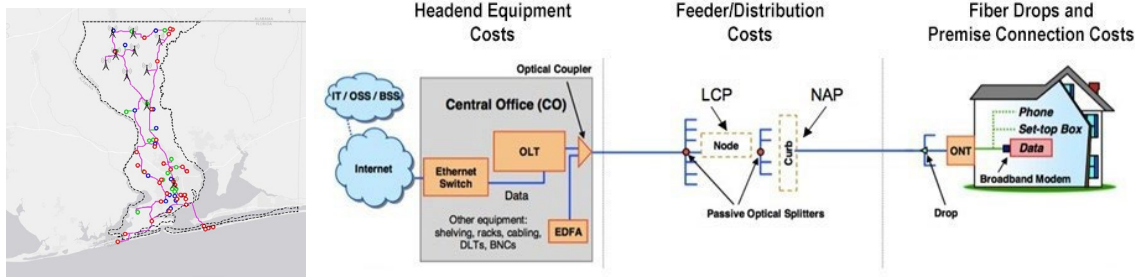 Headend Equipment
Costs
Feeder/Distribution
Costs
Fiber Drops and
Premise Connection Costs
Optical Coupler
IT / OSS / BSS
Central Office (CO)
LCP
NAP
Phone
Set-top Box
Data
OLT
Node
Curb
ONT
Internet
Ethernet
Switch
Data
Broadband Modem
Passive Optical Splitters
Drop
Other equipment:
shelving, racks, cabling,
DLTs, BNCs
EDFA